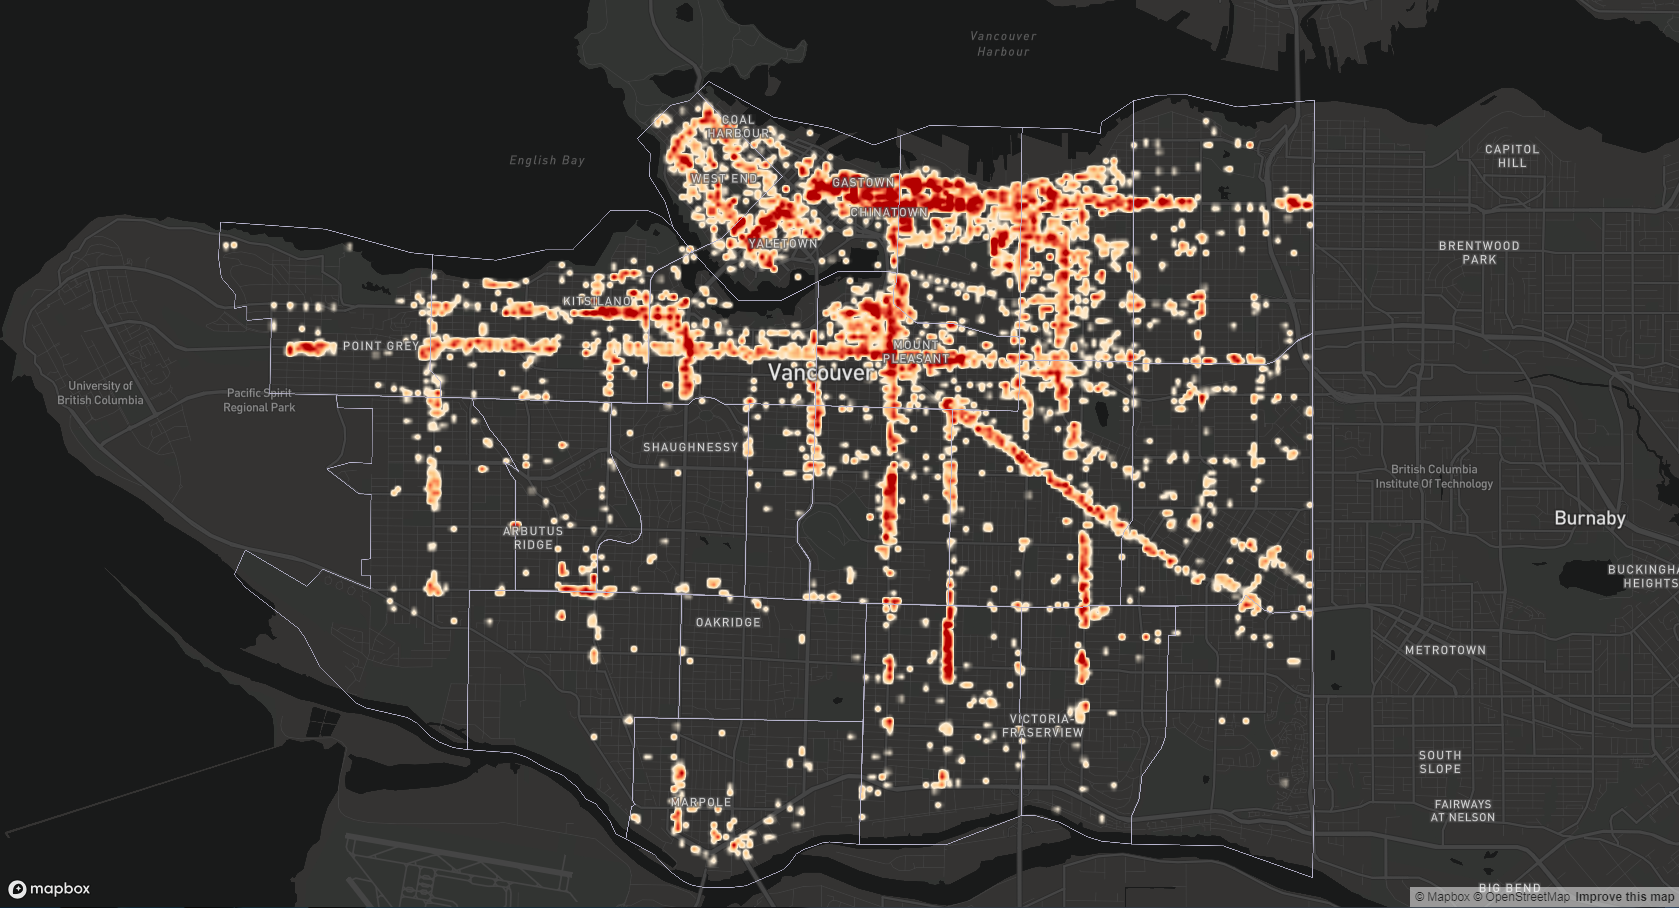 Vancouver
Harbour
COAL
HARBOUR
English Bay
CAPITOL
HILL
WEST END
GASTOWN
CHINATOWN
YALETOWN
BRENTWOOD
PARK
KITSILANO
POINT GREY
MOUNT
PLEASANT
Vancouver
University of
British Columbia
Pacific Spirit
Regional Park
SHAUGHNESSY
British Columbia
Institute Of Technology
Burnaby
ARBUTUS
RIDGE
BUCKINGHA
HEIGHTS
OAKRIDGE
METROTOWN
VICTORIA-
FRASERVIEW
SOUTH
SLOPE
MARPOLE
FAIRWAYS
AT NELSON
BIG BEND
mapbox
© Mapbox © OpenStreetMap Improve this map